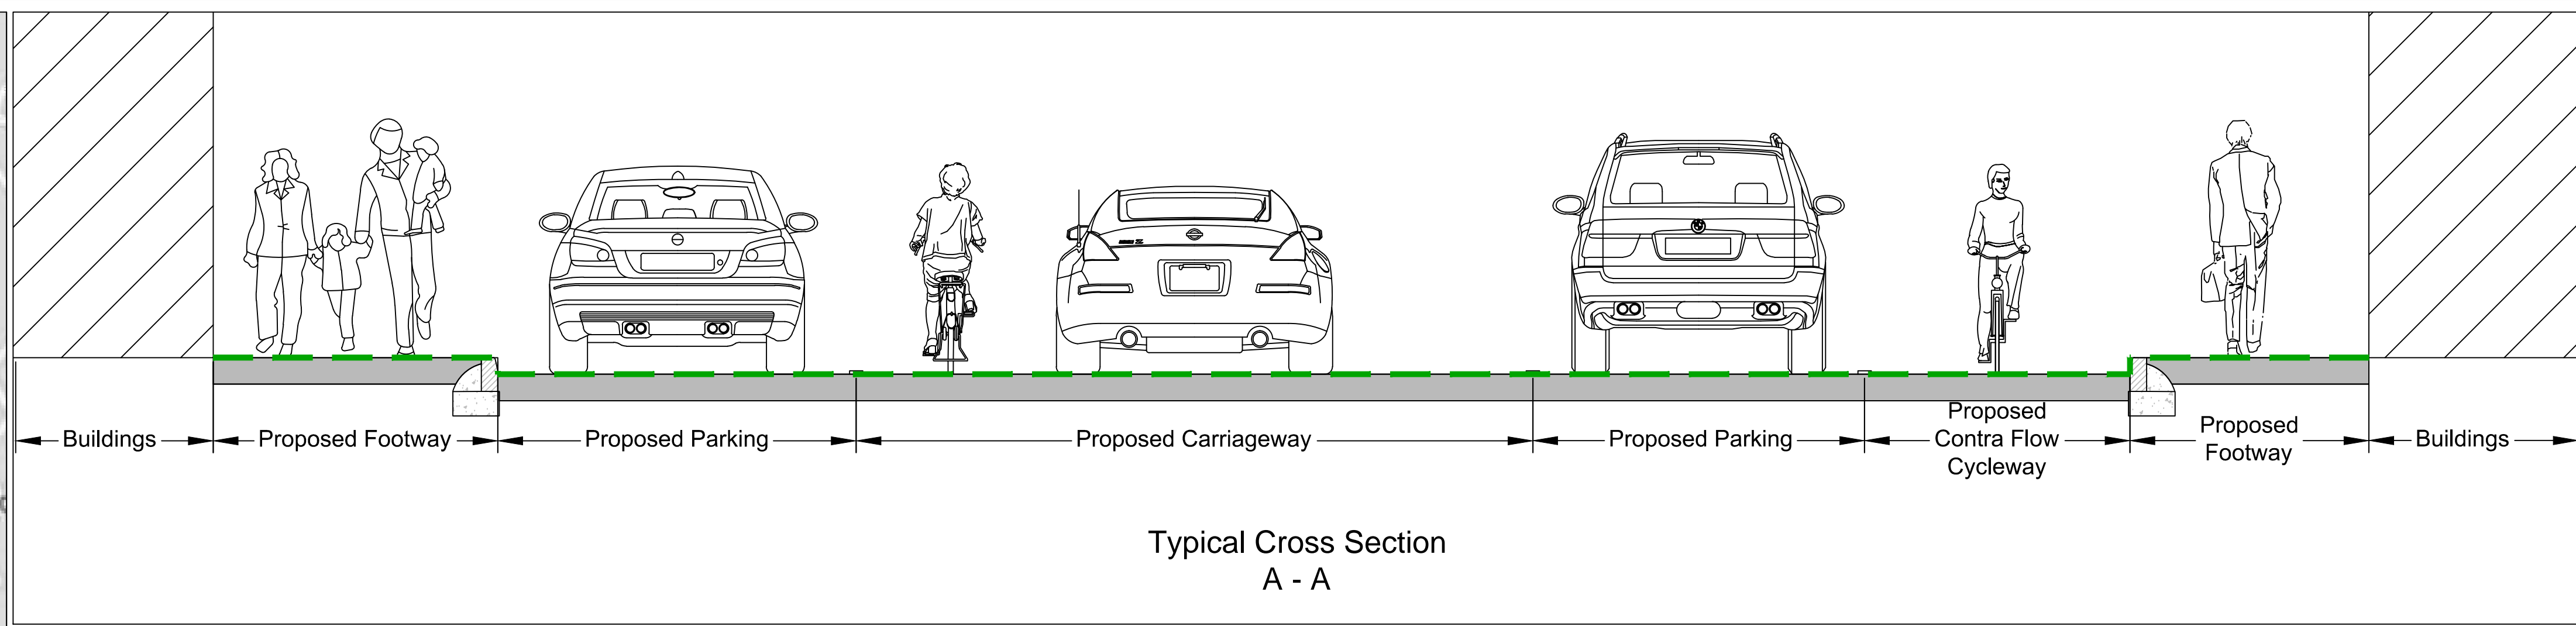 Buildings
Proposed Footway
Proposed Parking
Proposed Carriageway
Proposed Parking
Proposed
Contra Flow
Cycleway
Proposed
Footway
Buildings
Typical Cross Section
A - A